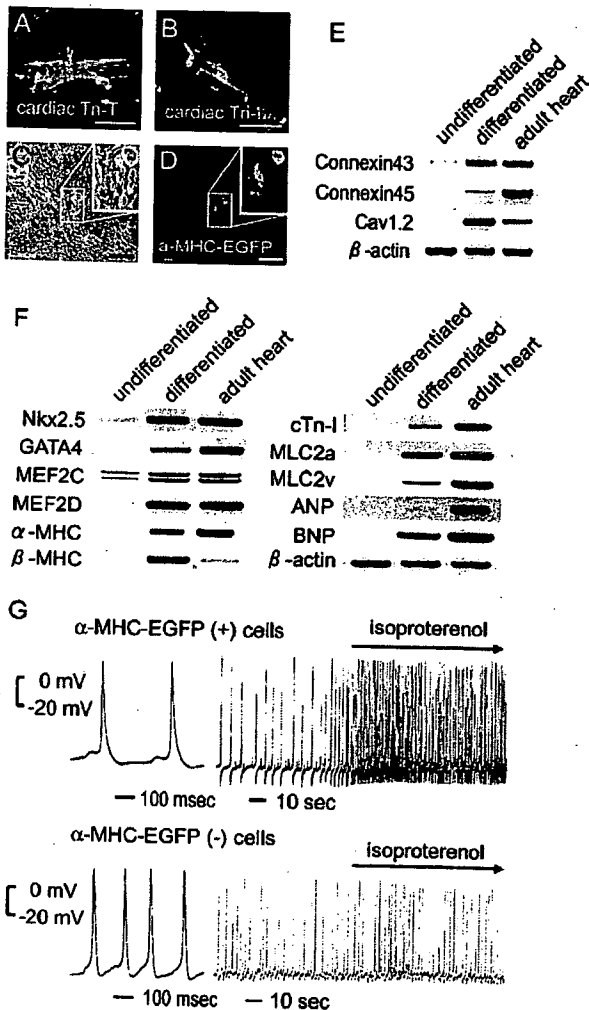 A
cardiac Tn-T
B
C
D
a-MHC-EGFP
E
undifferentiated
differentiated
adult heart
Connexin43
Connexin45
Cav1.2
β-actin
F
undifferentiated
differentiated
adult heart
Nkx2.5
GATA4
MEF2C
MEF2D
α-MHC
β-MHC
undifferentiated
differentiated
adult heart
cTn-I
MLC2a
MLC2v
ANP
BNP
β-actin
G
α-MHC-EGFP (+) cells
isoproterenol
0 mV
-20 mV
100 msec
10 sec
α-MHC-EGFP (-) cells
isoproterenol
0 mV
-20 mV
100 msec
10 sec